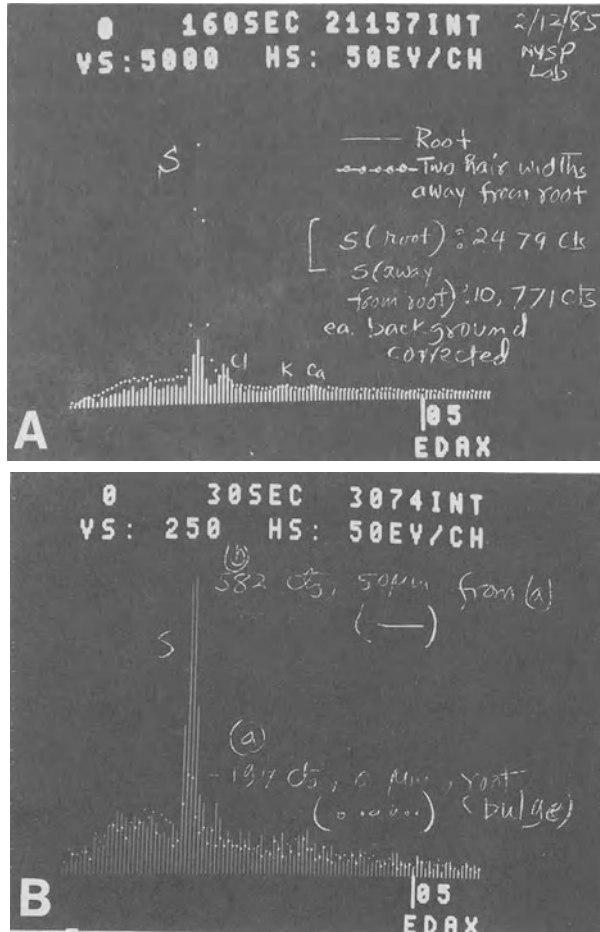 0 160SEC 21157INT
VS:5000 HS: 50EV/CH
2/12/85
NYSP
Lab
Root
Two hair widths
away from root
S
S(root): 2479 Cts
S(away
from root): 10,771 Cts
ea. background
corrected
Cl
K
Ca
A
05
EDAX
0 30SEC 3074INT
VS: 250 HS: 50EV/CH
(b)
582 Cts, 50µm from (a)
(—)
S
(a)
Cts, 0 µm, root
(bulge)
B
05
EDAX